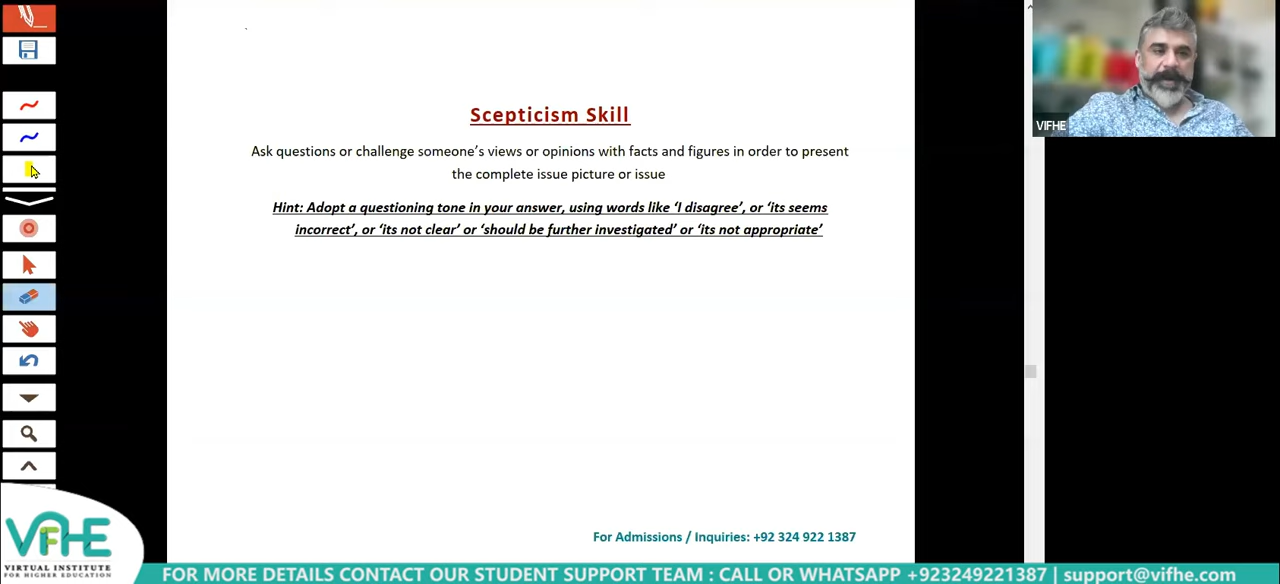 Scepticism Skill
Ask questions or challenge someone’s views or opinions with facts and figures in order to present
the complete issue picture or issue
Hint: Adopt a questioning tone in your answer, using words like ‘I disagree’, or ‘its seems
incorrect’, or ‘its not clear’ or ‘should be further investigated’ or ‘its not appropriate’
VIFHE
For Admissions / Inquiries: +92 324 922 1387
VIFHE
VIRTUAL INSTITUTE
FOR HIGHER EDUCATION
FOR MORE DETAILS CONTACT OUR STUDENT SUPPORT TEAM : CALL OR WHATSAPP +923249221387 | support@vifhe.com